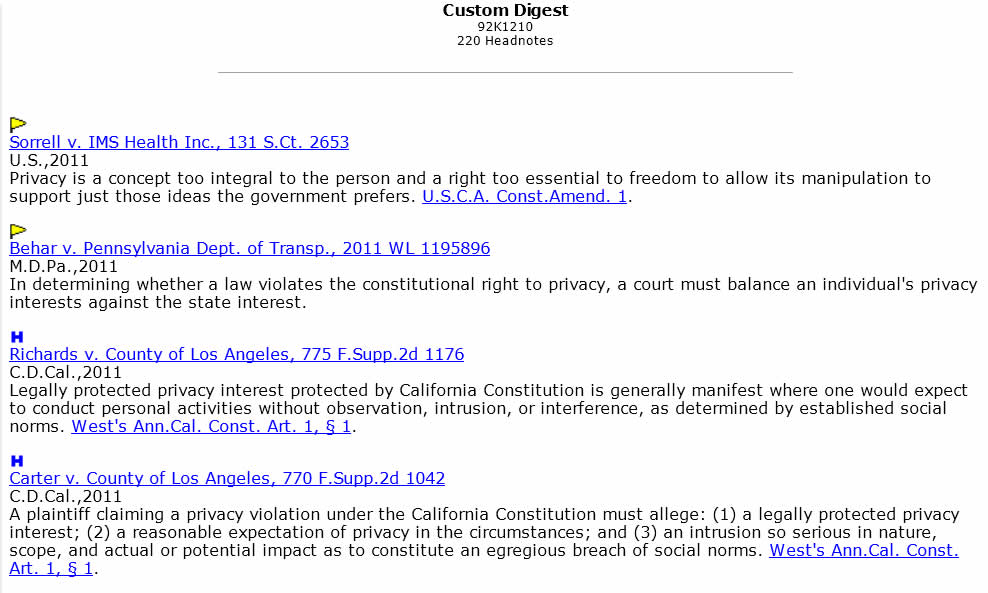 Custom Digest
92K1210
220 Headnotes
Sorrell v. IMS Health Inc., 131 S.Ct. 2653
U.S.,2011
Privacy is a concept too integral to the person and a right too essential to freedom to allow its manipulation to
support just those ideas the government prefers. U.S.C.A. Const.Amend. 1.
Behar v. Pennsylvania Dept. of Transp., 2011 WL 1195896
M.D.Pa.,2011
In determining whether a law violates the constitutional right to privacy, a court must balance an individual's privacy
interests against the state interest.
H
Richards v. County of Los Angeles, 775 F.Supp.2d 1176
C.D.Cal.,2011
Legally protected privacy interest protected by California Constitution is generally manifest where one would expect
to conduct personal activities without observation, intrusion, or interference, as determined by established social
norms. West's Ann.Cal. Const. Art. 1, § 1.
H
Carter v. County of Los Angeles, 770 F.Supp.2d 1042
C.D.Cal.,2011
A plaintiff claiming a privacy violation under the California Constitution must allege: (1) a legally protected privacy
interest; (2) a reasonable expectation of privacy in the circumstances; and (3) an intrusion so serious in nature,
scope, and actual or potential impact as to constitute an egregious breach of social norms. West's Ann.Cal. Const.
Art. 1, § 1.